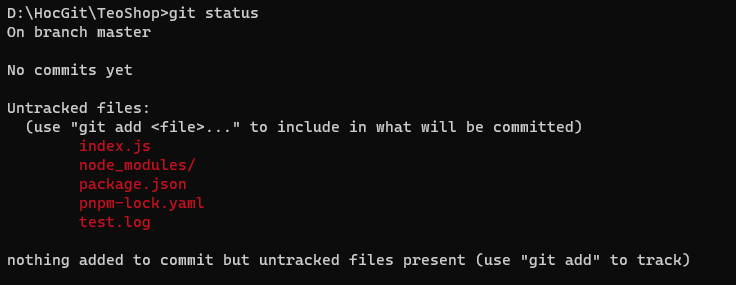 D:\HocGit\TeoShop>git status
On branch master
No commits yet
Untracked files:
(use "git add <file>..." to include in what will be committed)
index.js
node_modules/
package.json
pnpm-lock.yaml
test.log
nothing added to commit but untracked files present (use "git add" to track)